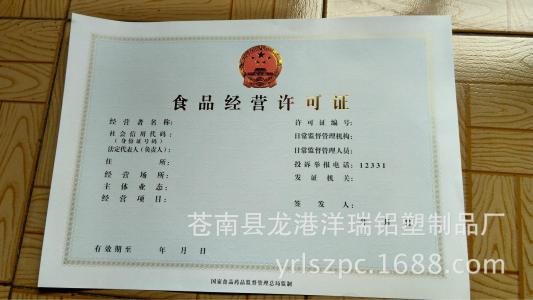 食品经营许可证
经营者名称：
社会信用代码：
（身份证号码）
法定代表人（负责人）：
住所：
经营场所：
主体业态：
经营项目：
许可证编号：
日常监督管理机构：
日常监督管理人员：
投诉举报电话：12331
发证机关：
签发人：
年 月 日
有效期至 年 月 日
国家食品药品监督管理总局监制
苍南县龙港洋瑞铝塑制品厂
yrlszpc.1688.com